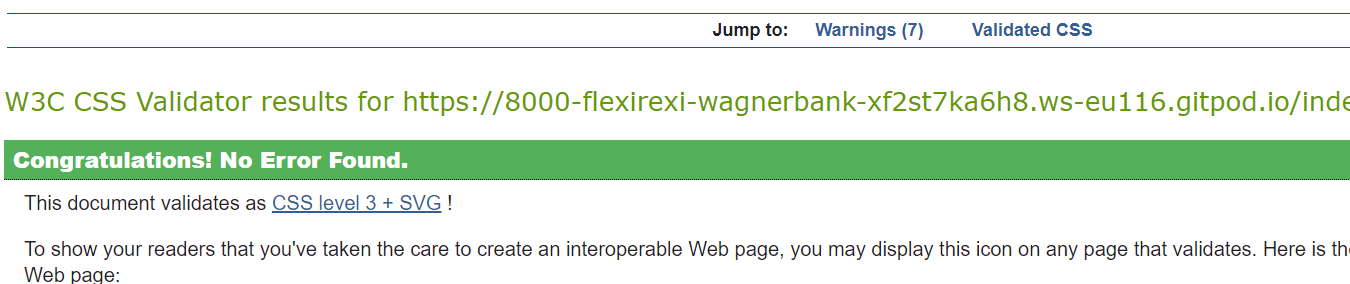 Jump to: Warnings (7) Validated CSS
W3C CSS Validator results for https://8000-flexirexi-wagnerbank-xf2st7ka6h8.ws-eu116.gitpod.io/inde
Congratulations! No Error Found.
This document validates as CSS level 3 + SVG !
To show your readers that you've taken the care to create an interoperable Web page, you may display this icon on any page that validates. Here is the
Web page: